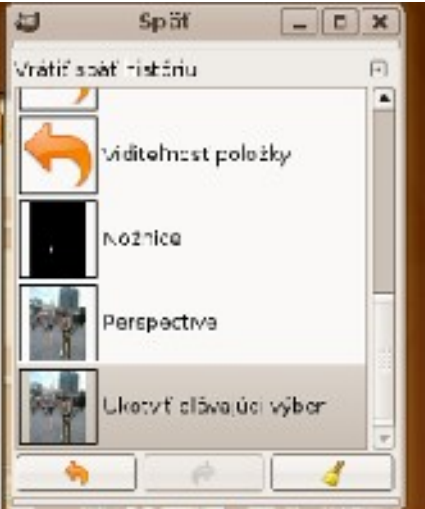 Späť
Vrátiť späť históriu
Viditeľnosť položky
Nožnice
Perspective
Ukotviť plávajúci výber